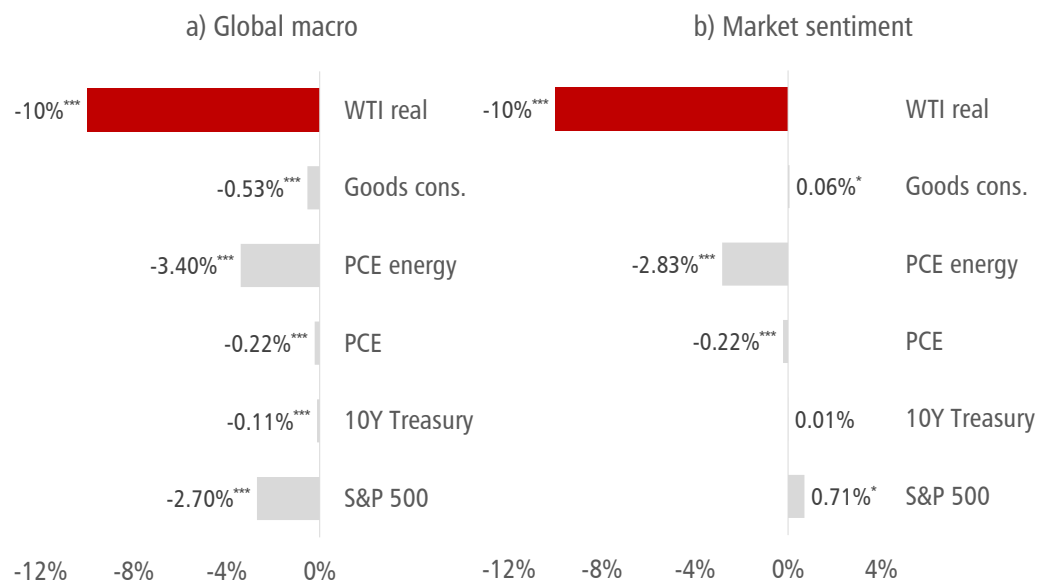 a) Global macro
-10%*** WTI real
-0.53%*** Goods cons.
-3.40%*** PCE energy
-0.22%*** PCE
-0.11%*** 10Y Treasury
-2.70%*** S&P 500
-12% -8% -4% 0%
b) Market sentiment
-10%*** WTI real
0.06%* Goods cons.
-2.83%*** PCE energy
-0.22%*** PCE
0.01% 10Y Treasury
0.71%* S&P 500
-12% -8% -4% 0% 4%